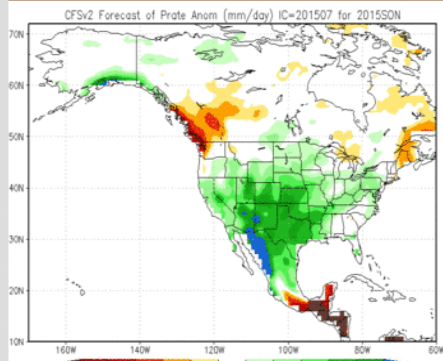 CFSv2 Forecast of Prate Anom (mm/day) IC=201507 for 2015SON
70N
60N
50N
40N
30N
20N
10N
160W 140W 120W 100W 80W 60W